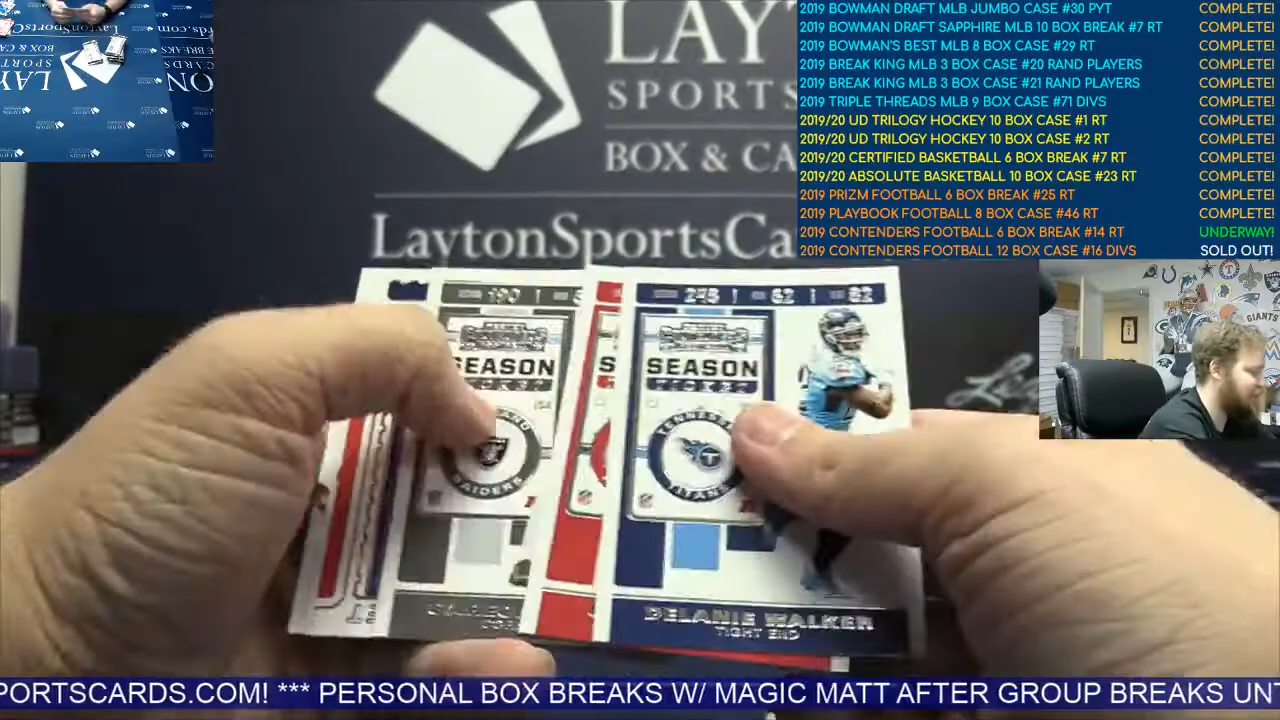 2019 BOWMAN DRAFT MLB JUMBO CASE #30 PYT COMPLETE!
2019 BOWMAN DRAFT SAPPHIRE MLB 10 BOX BREAK #7 RT COMPLETE!
2019 BOWMAN'S BEST MLB 8 BOX CASE #29 RT COMPLETE!
2019 BREAK KING MLB 3 BOX CASE #20 RAND PLAYERS COMPLETE!
2019 BREAK KING MLB 3 BOX CASE #21 RAND PLAYERS COMPLETE!
2019 TRIPLE THREADS MLB 9 BOX CASE #71 DIVS COMPLETE!
2019/20 UD TRILOGY HOCKEY 10 BOX CASE #1 RT COMPLETE!
2019/20 UD TRILOGY HOCKEY 10 BOX CASE #2 RT COMPLETE!
2019/20 CERTIFIED BASKETBALL 6 BOX BREAK #7 RT COMPLETE!
2019/20 ABSOLUTE BASKETBALL 10 BOX CASE #23 RT COMPLETE!
2019 PRIZM FOOTBALL 6 BOX BREAK #25 RT COMPLETE!
2019 PLAYBOOK FOOTBALL 8 BOX CASE #46 RT COMPLETE!
2019 CONTENDERS FOOTBALL 6 BOX BREAK #14 RT UNDERWAY!
2019 CONTENDERS FOOTBALL 12 BOX CASE #16 DIVS SOLD OUT!
LAYT
SPORTS
BOX & CA
LaytonSportsCa
SEASON
TICKET
RAIDERS
SEASON
TICKET
TENNESSEE
TITANS
DELANIE WALKER
TIGHT END
GIANTS
PORTSCARDS.COM! *** PERSONAL BOX BREAKS W/ MAGIC MATT AFTER GROUP BREAKS UNT